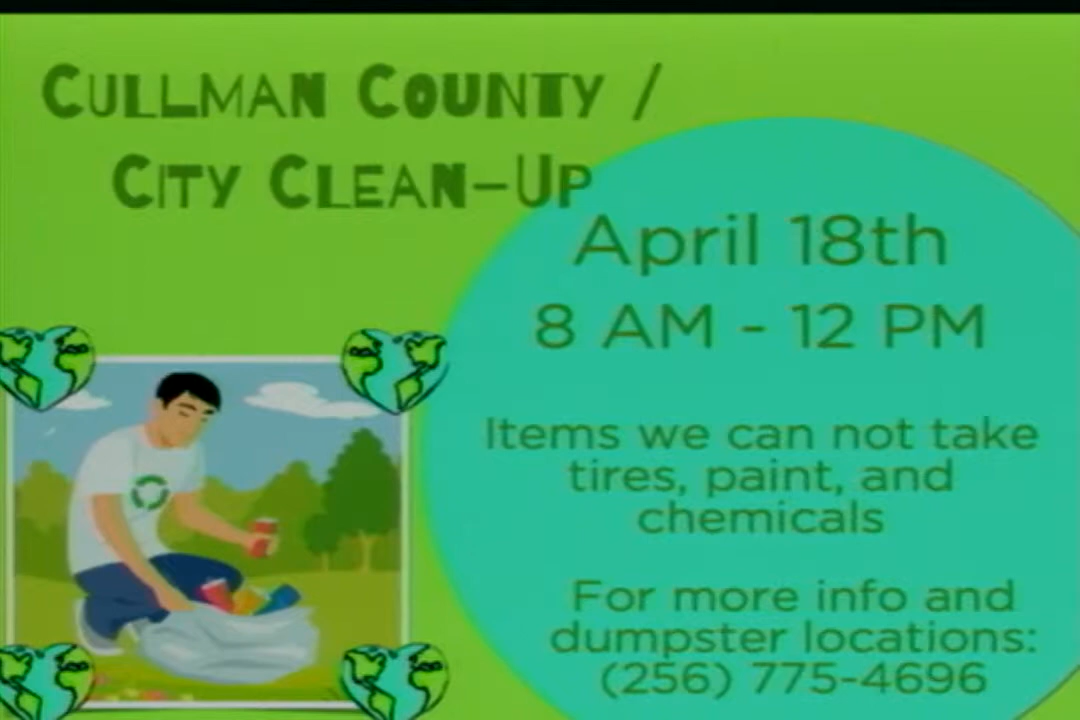 Cullman County /
City Clean-Up
April 18th
8 AM - 12 PM
Items we can not take
tires, paint, and
chemicals
For more info and
dumpster locations:
(256) 775-4696